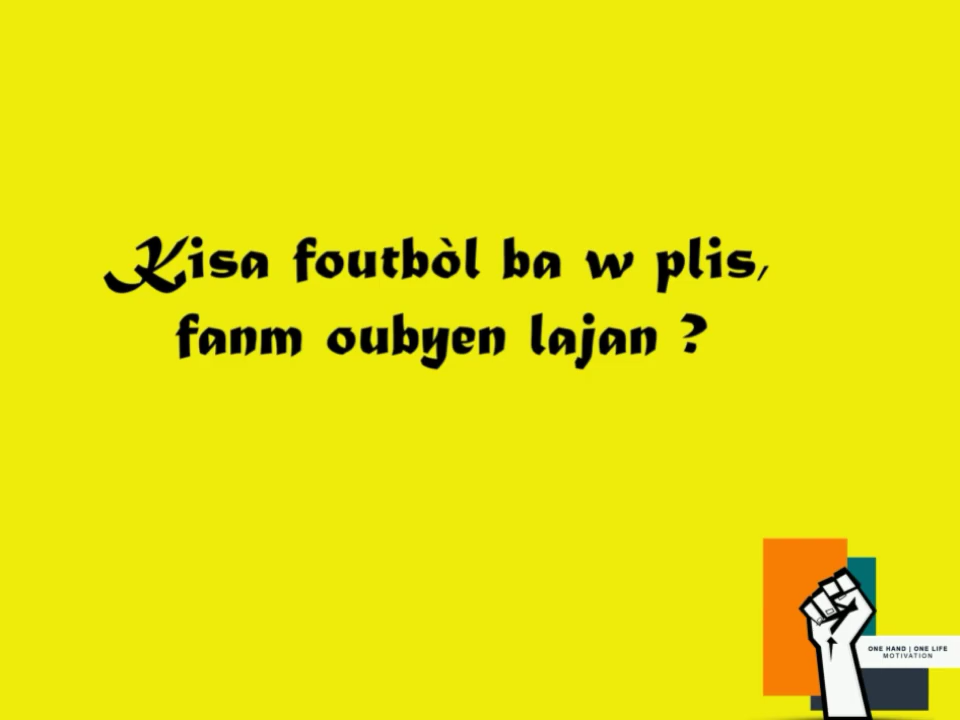 Kisa foutbòl ba w plis,
fanm oubyen lajan ?
ONE HAND | ONE LIFE
MOTIVATION